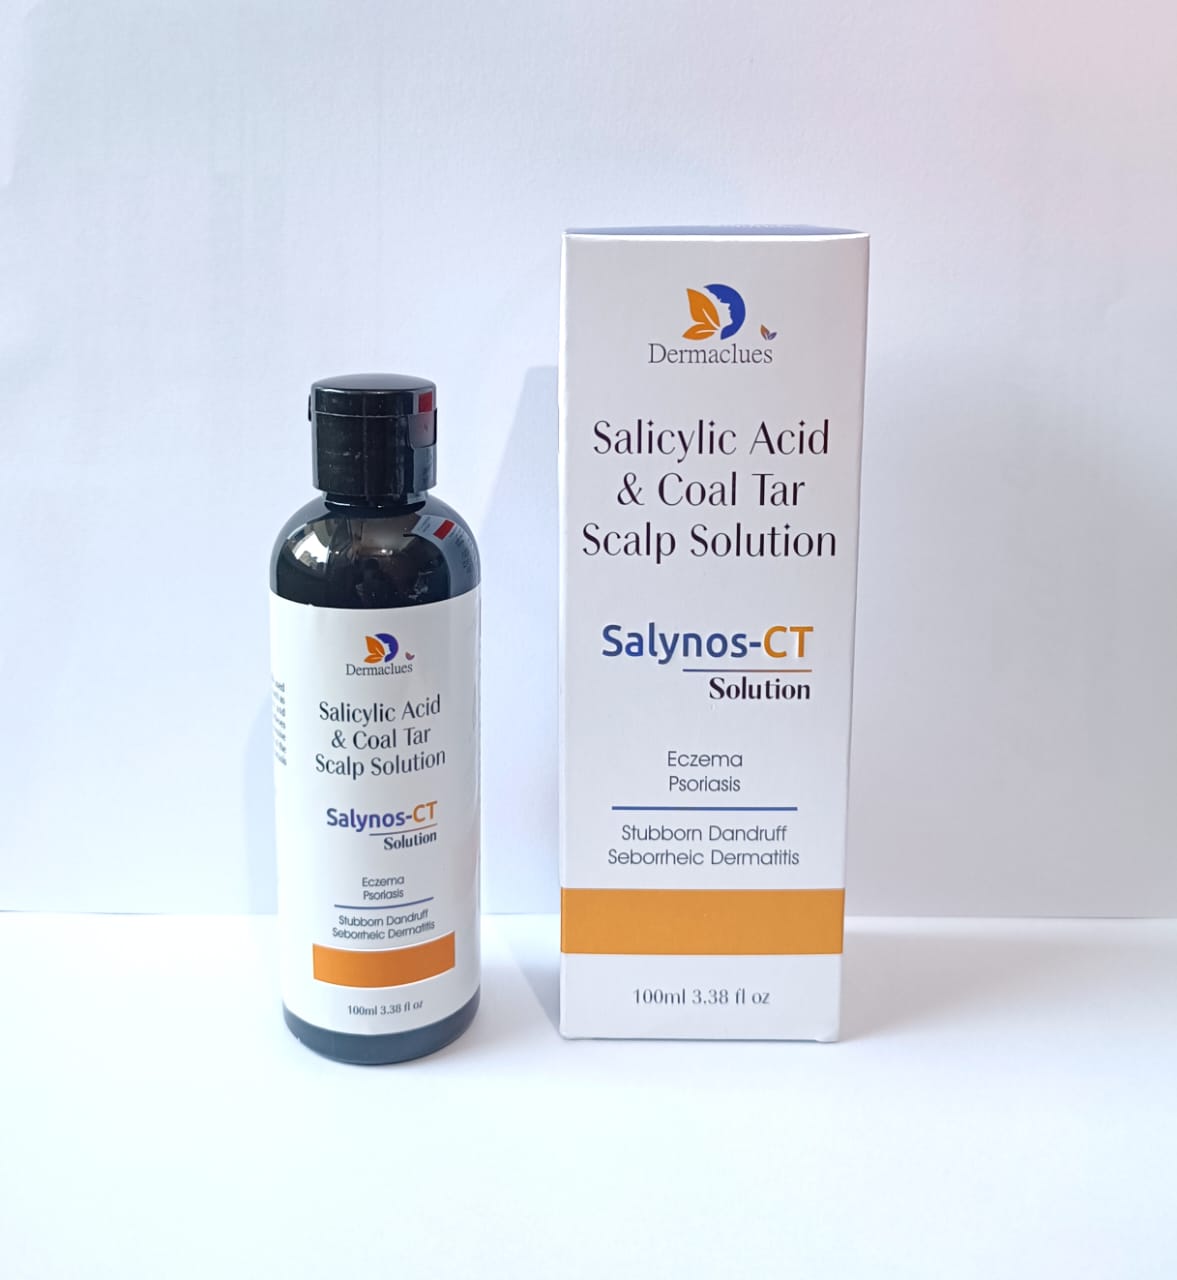 Dermaclues
Salicylic Acid
& Coal Tar
Scalp Solution
Salynos-CT
Solution
Eczema
Psoriasis
Stubborn Dandruff
Seborrheic Dermatitis
100ml 3.38 fl oz
Dermaclues
Salicylic Acid
& Coal Tar
Scalp Solution
Salynos-CT
Solution
Eczema
Psoriasis
Stubborn Dandruff
Seborrheic Dermatitis
100ml 3.38 fl oz